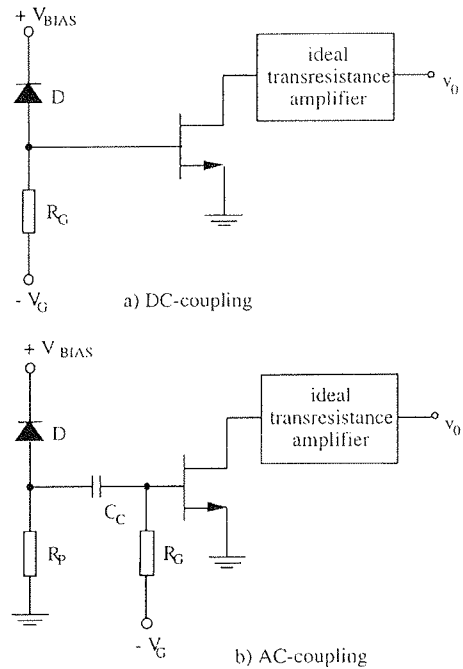 + V_BIAS
D
ideal
transresistance
amplifier
v_0
R_G
- V_G
a) DC-coupling
+ V_BIAS
D
ideal
transresistance
amplifier
v_0
C_C
R_P
R_G
- V_G
b) AC-coupling